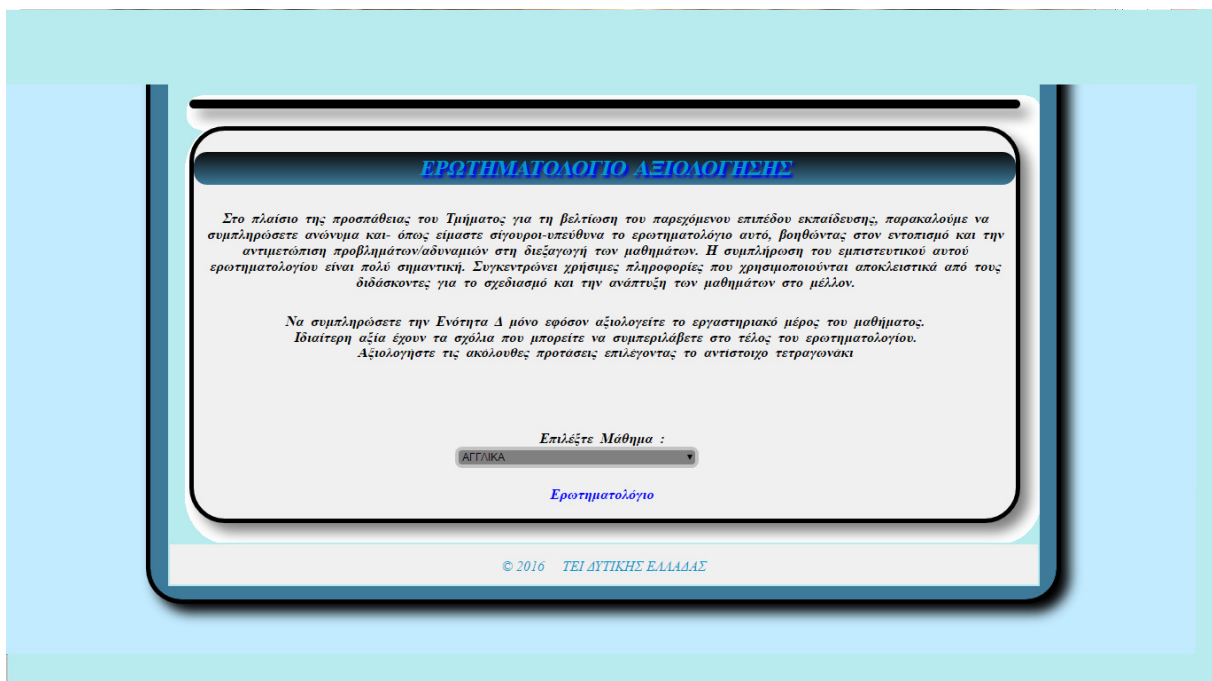 ΕΡΩΤΗΜΑΤΟΛΟΓΙΟ ΑΞΙΟΛΟΓΗΣΗΣ
Στο πλαίσιο της προσπάθειας του Τμήματος για τη βελτίωση του παρεχόμενου επιπέδου εκπαίδευσης, παρακαλούμε να
συμπληρώσετε ανώνυμα και- όπως είμαστε σίγουροι-υπεύθυνα το ερωτηματολόγιο αυτό, βοηθώντας στον εντοπισμό και την
αντιμετώπιση προβλημάτων/αδυναμιών στη διεξαγωγή των μαθημάτων. Η συμπλήρωση του εμπιστευτικού αυτού
ερωτηματολογίου είναι πολύ σημαντική. Συγκεντρώνει χρήσιμες πληροφορίες που χρησιμοποιούνται αποκλειστικά από τους
διδάσκοντες για το σχεδιασμό και την ανάπτυξη των μαθημάτων στο μέλλον.
Να συμπληρώσετε την Ενότητα Δ μόνο εφόσον αξιολογείτε το εργαστηριακό μέρος του μαθήματος.
Ιδιαίτερη αξία έχουν τα σχόλια που μπορείτε να συμπεριλάβετε στο τέλος του ερωτηματολογίου.
Αξιολογήστε τις ακόλουθες προτάσεις επιλέγοντας το αντίστοιχο τετραγωνάκι
Επιλέξτε Μάθημα :
ΑΓΓΛΙΚΑ
Ερωτηματολόγιο
© 2016 ΤΕΙ ΔΥΤΙΚΗΣ ΕΛΛΑΔΑΣ